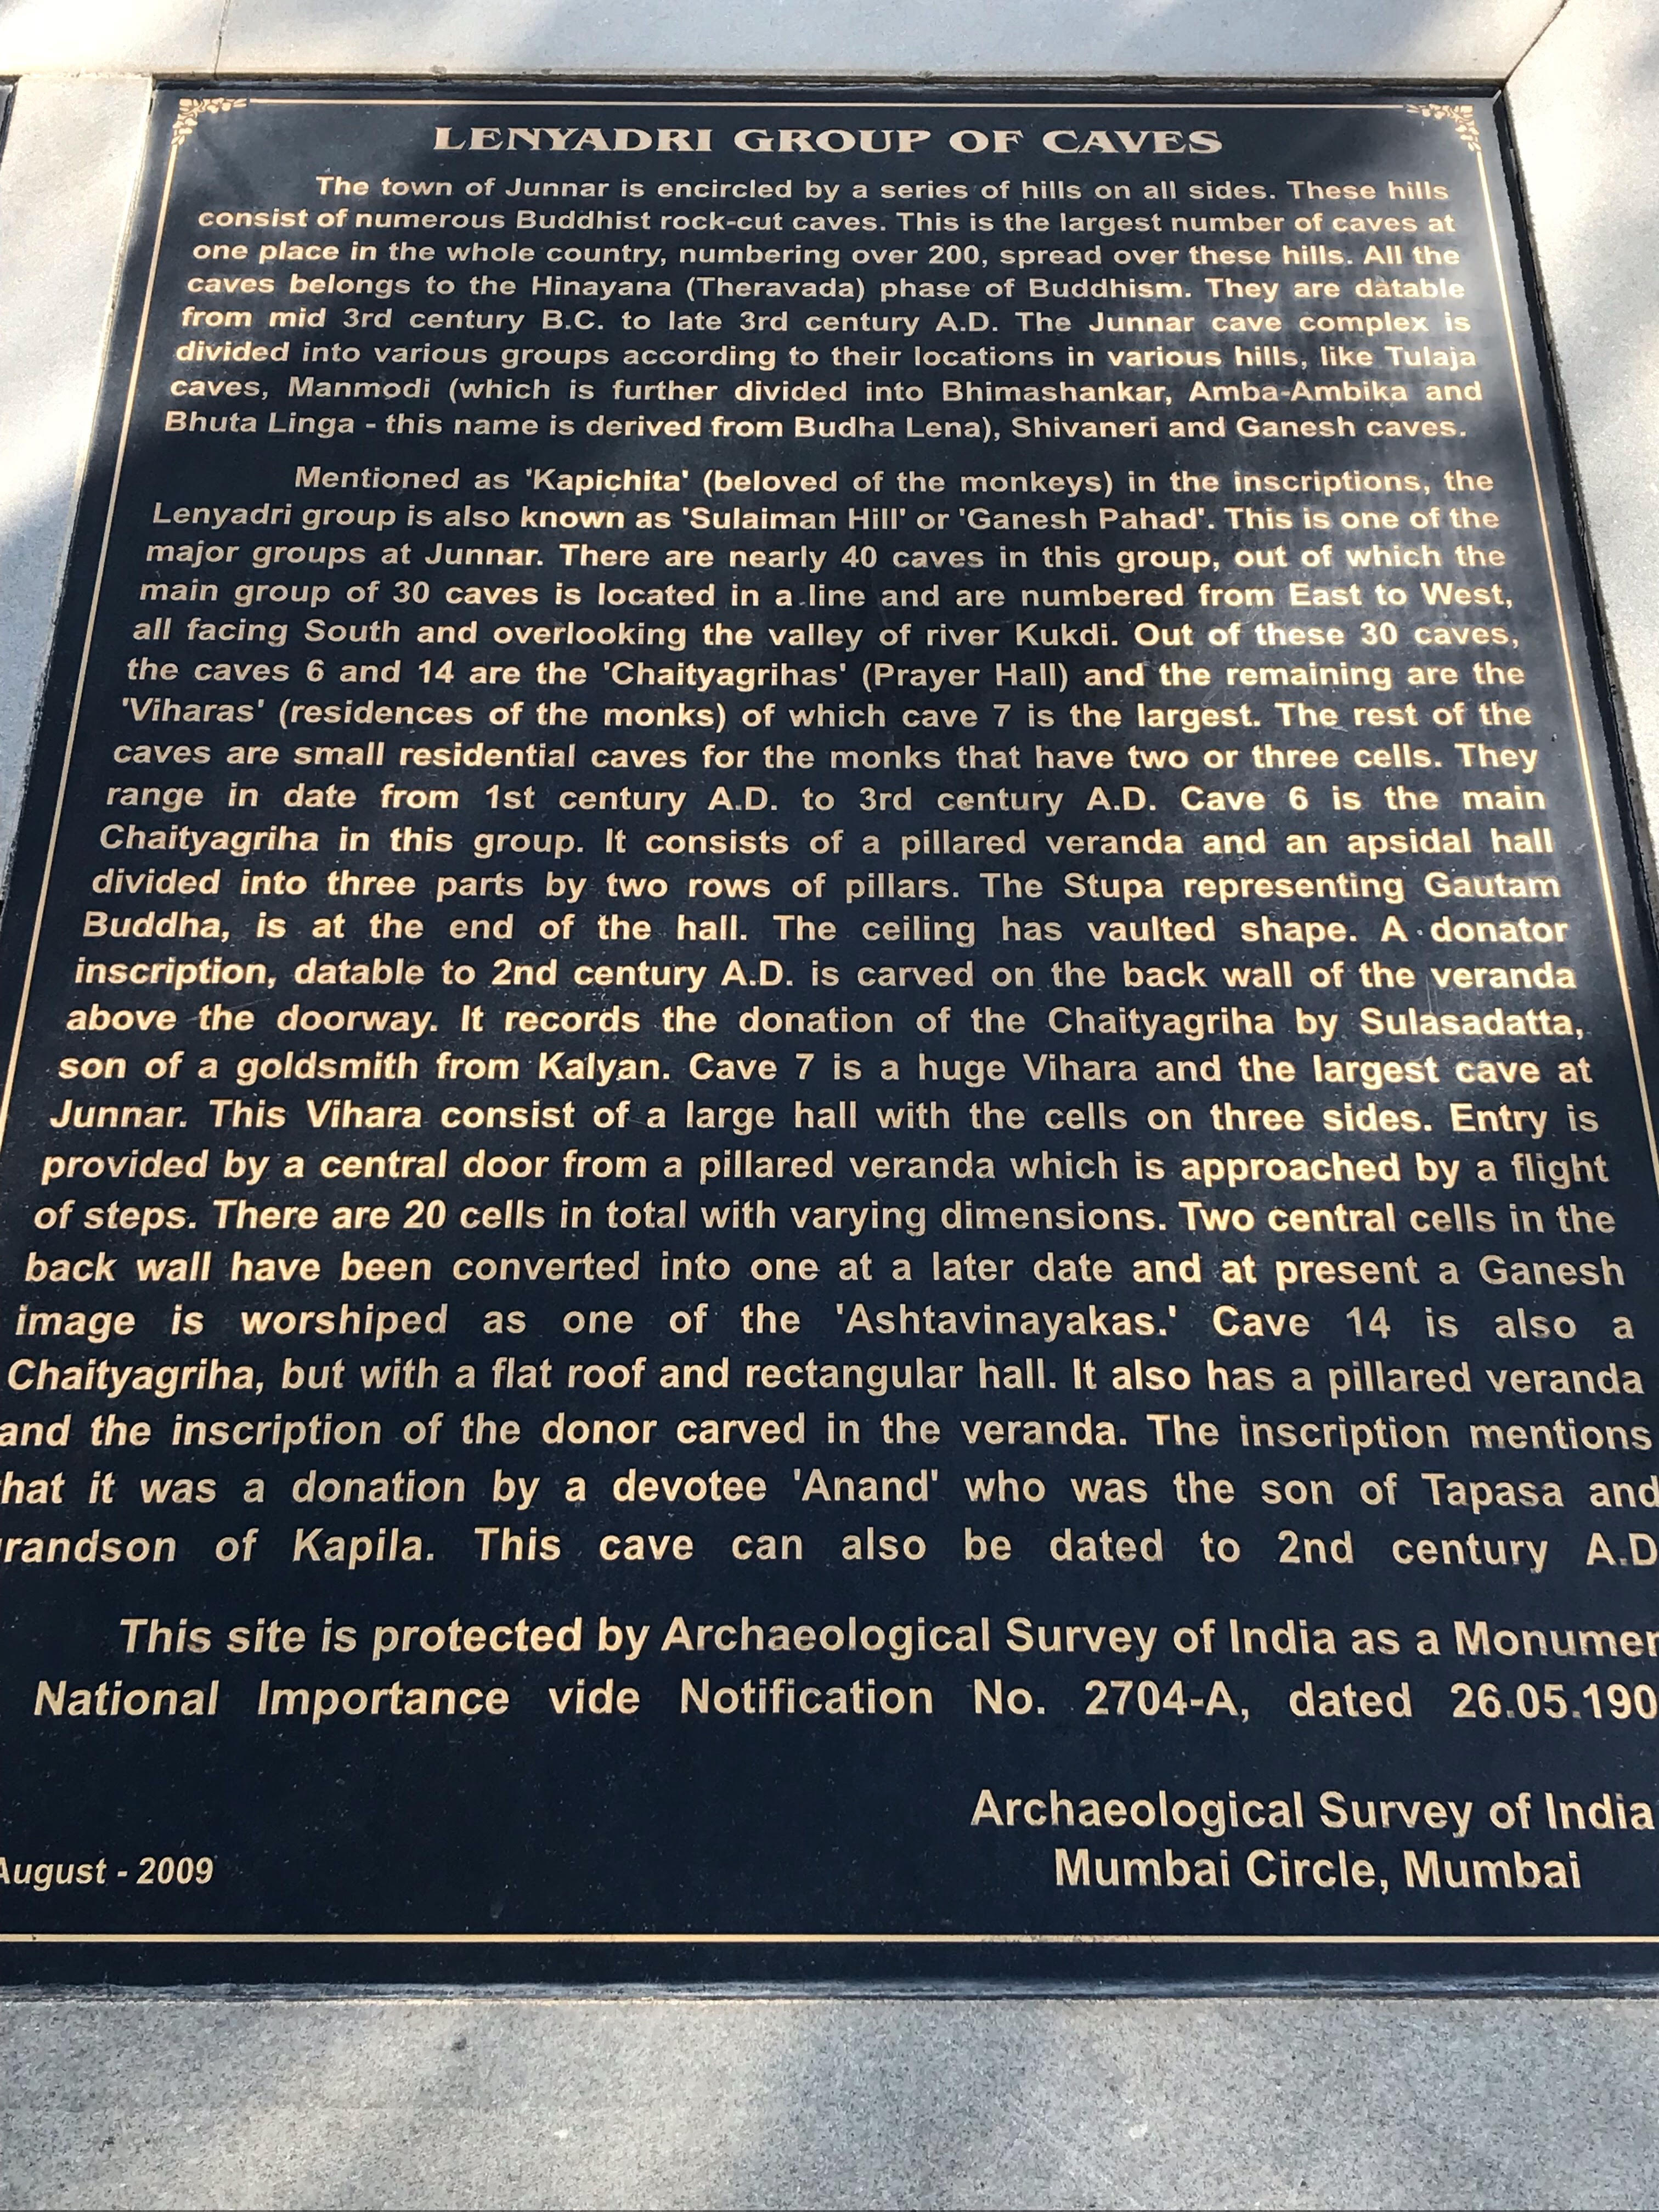 LENYADRI GROUP OF CAVES
The town of Junnar is encircled by a series of hills on all sides. These hills
consist of numerous Buddhist rock-cut caves. This is the largest number of caves at
one place in the whole country, numbering over 200, spread over these hills. All the
caves belongs to the Hinayana (Theravada) phase of Buddhism. They are datable
from mid 3rd century B.C. to late 3rd century A.D. The Junnar cave complex is
divided into various groups according to their locations in various hills, like Tulaja
caves, Manmodi (which is further divided into Bhimashankar, Amba-Ambika and
Bhuta Linga - this name is derived from Budha Lena), Shivaneri and Ganesh caves.
Mentioned as 'Kapichita' (beloved of the monkeys) in the inscriptions, the
Lenyadri group is also known as 'Sulaiman Hill' or 'Ganesh Pahad'. This is one of the
major groups at Junnar. There are nearly 40 caves in this group, out of which the
main group of 30 caves is located in a line and are numbered from East to West,
all facing South and overlooking the valley of river Kukdi. Out of these 30 caves,
the caves 6 and 14 are the 'Chaityagrihas' (Prayer Hall) and the remaining are the
'Viharas' (residences of the monks) of which cave 7 is the largest. The rest of the
caves are small residential caves for the monks that have two or three cells. They
range in date from 1st century A.D. to 3rd century A.D. Cave 6 is the main
Chaityagriha in this group. It consists of a pillared veranda and an apsidal hall
divided into three parts by two rows of pillars. The Stupa representing Gautam
Buddha, is at the end of the hall. The ceiling has vaulted shape. A donator
inscription, datable to 2nd century A.D. is carved on the back wall of the veranda
above the doorway. It records the donation of the Chaityagriha by Sulasadatta,
son of a goldsmith from Kalyan. Cave 7 is a huge Vihara and the largest cave at
Junnar. This Vihara consist of a large hall with the cells on three sides. Entry is
provided by a central door from a pillared veranda which is approached by a flight
of steps. There are 20 cells in total with varying dimensions. Two central cells in the
back wall have been converted into one at a later date and at present a Ganesh
image is worshiped as one of the 'Ashtavinayakas.' Cave 14 is also a
Chaityagriha, but with a flat roof and rectangular hall. It also has a pillared veranda
and the inscription of the donor carved in the veranda. The inscription mentions
hat it was a donation by a devotee 'Anand' who was the son of Tapasa and
randson of Kapila. This cave can also be dated to 2nd century A.D
This site is protected by Archaeological Survey of India as a Monumen
National Importance vide Notification No. 2704-A, dated 26.05.190
Archaeological Survey of India
Mumbai Circle, Mumbai
August - 2009